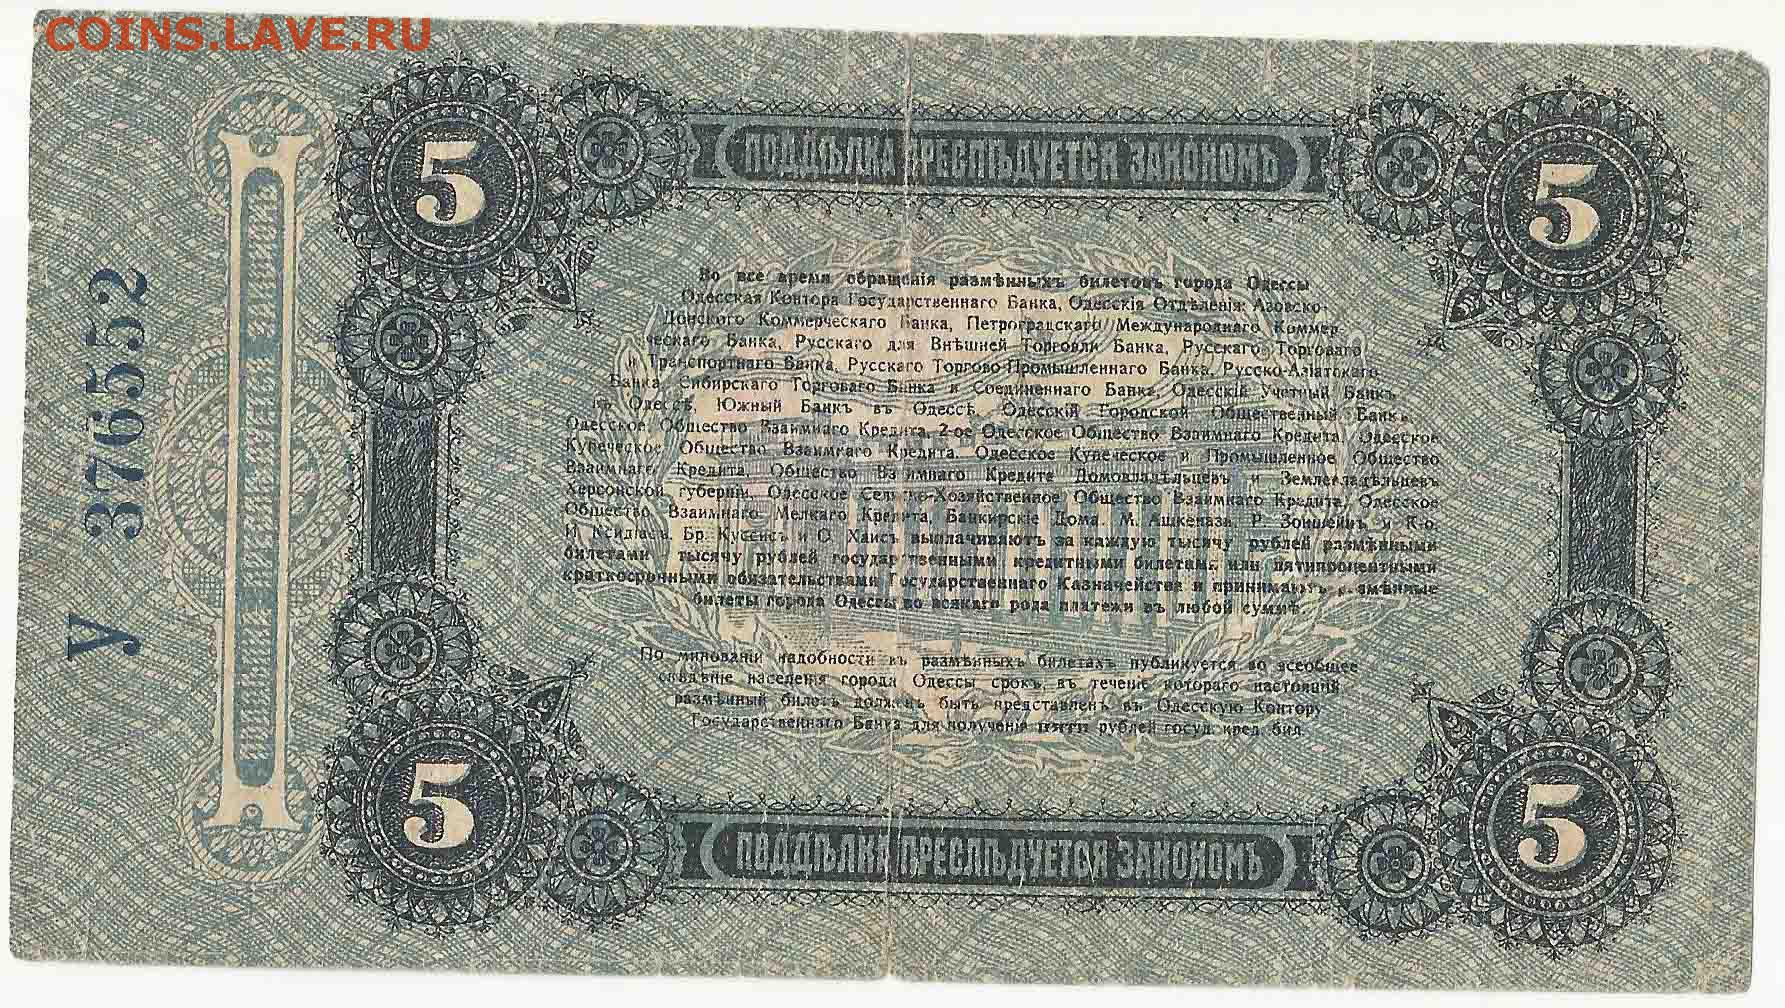 COINS.LAVE.RU
5
5
ПОДДѢЛКА ПРЕСЛѢДУЕТСЯ ЗАКОНОМЪ
У 376552
Во все время обращенія размѣнныхъ билетовъ города Одессы
Одесская Контора Государственнаго Банка, Одесскія Отдѣленія: Азовско-
Донского Коммерческаго Банка, Петроградскаго Международнаго Коммер-
ческаго Банка, Русскаго для Внѣшней Торговли Банка, Русскаго Торговаго
и Транспортнаго Банка, Русскаго Торгово-Промышленнаго Банка, Русско-Азіатскаго
Банка, Сибирскаго Торговаго Банка и Соединеннаго Банка, Одесскій Учетный Банкъ
въ Одессѣ, Южный Банкъ въ Одессѣ, Одесскій Городской Общественный Банкъ,
Одесское Общество Взаимнаго Кредита, 2-ое Одесское Общество Взаимнаго Кредита, Одесское
Купеческое Общество Взаимнаго Кредита, Одесское Купеческое и Промышленное Общество
Взаимнаго Кредита, Общество Взаимнаго Кредита Домовладѣльцевъ и Землевладѣльцевъ
Херсонской губерніи, Одесское Сельско-Хозяйственное Общество Взаимнаго Кредита, Одесское
Общество Взаимнаго Мелкаго Кредита, Банкирскіе Дома: М. Ашкенази, Р. Зонштейнъ и К-о,
И. Ксидіасъ, Бр. и О. Хаисъ выплачиваютъ за каждую тысячу рублей размѣнными
билетами тысячу рублей государственными кредитными билетами или пятипроцентными
краткосрочными обязательствами Государственнаго Казначейства и принимаютъ размѣнные
билеты города Одессы во всякаго рода платежи въ любой суммѣ.
По минованіи надобности въ размѣнныхъ билетахъ публикуется во всеобщее
свѣдѣніе населенія города Одессы срокъ, въ теченіе котораго настоящій
размѣнный билетъ долженъ быть представленъ въ Одесскую Контору
Государственнаго Банка для полученія пяти рублей госуд. кред. бил.
5
5
ПОДДѢЛКА ПРЕСЛѢДУЕТСЯ ЗАКОНОМЪ